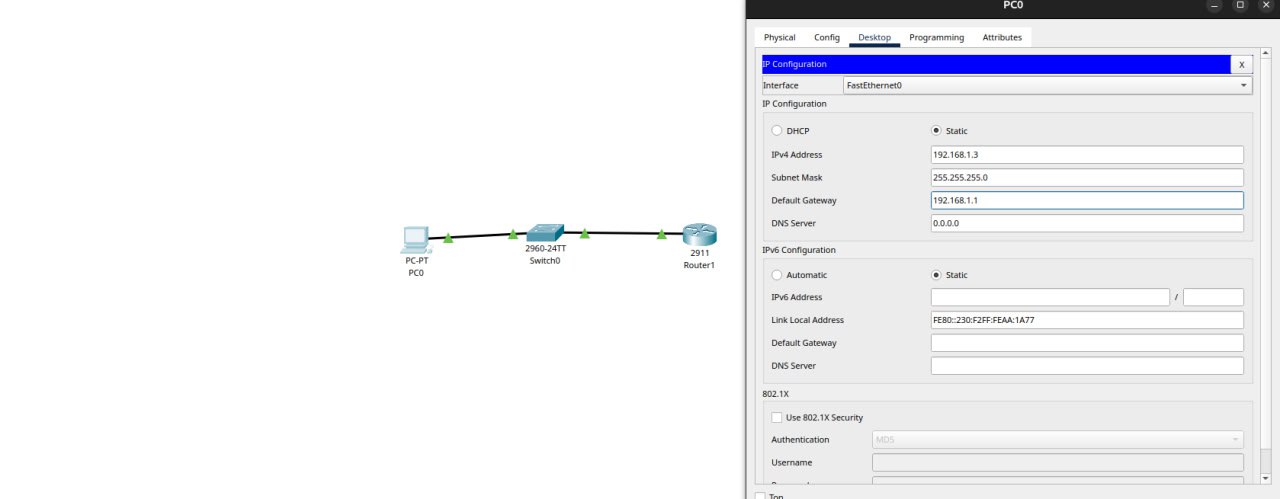 PC0
Physical Config Desktop Programming Attributes
IP Configuration X
Interface FastEthernet0
IP Configuration
DHCP Static
IPv4 Address 192.168.1.3
Subnet Mask 255.255.255.0
Default Gateway 192.168.1.1
DNS Server 0.0.0.0
IPv6 Configuration
Automatic Static
IPv6 Address /
Link Local Address FE80::230:F2FF:FEAA:1A77
Default Gateway
DNS Server
802.1X
Use 802.1X Security
Authentication MD5
Username
Top
PC-PT
PC0
2960-24TT
Switch0
2911
Router1